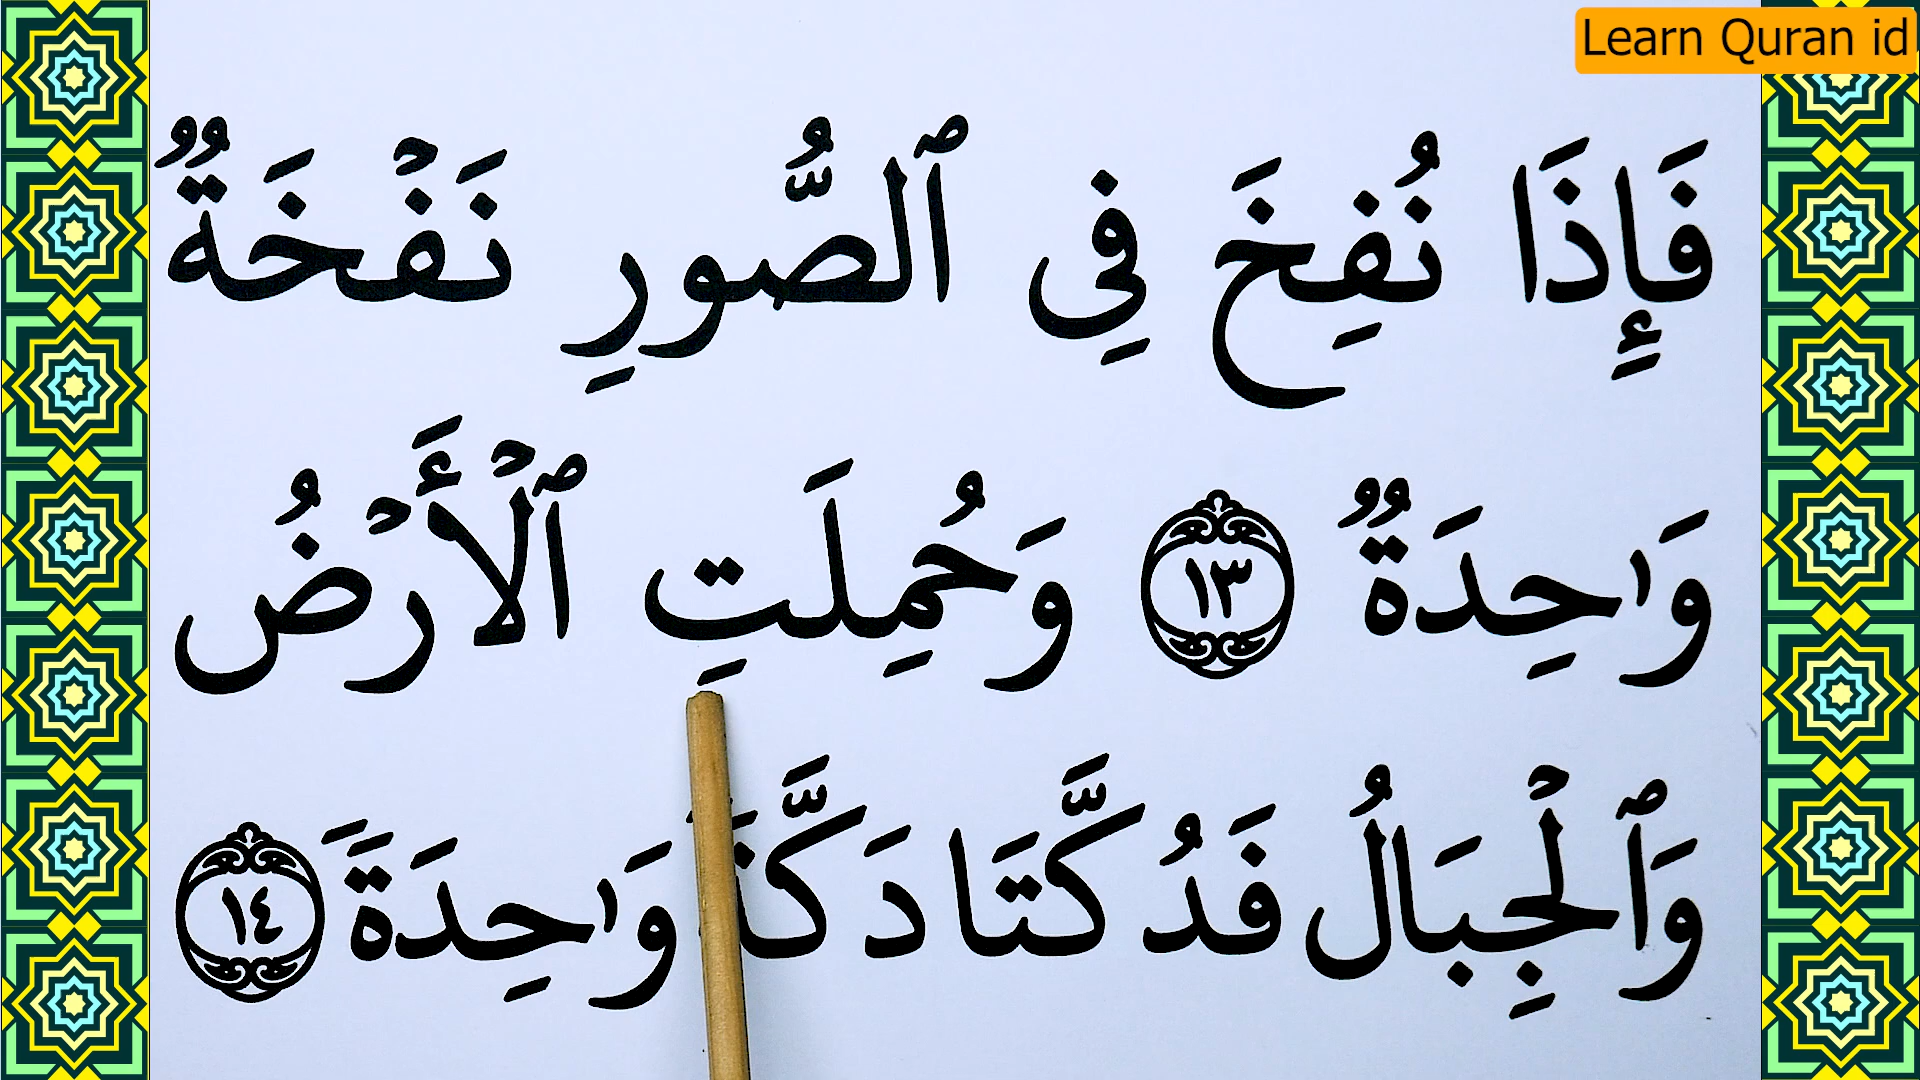 Learn Quran id
فَإِذَا نُفِخَ فِى ٱلصُّورِ نَفْخَةٌ
وَٰحِدَةٌ ١٣ وَحُمِلَتِ ٱلْأَرْضُ
وَٱلْجِبَالُ فَدُكَّتَا دَكَّةً وَٰحِدَةً ١٤